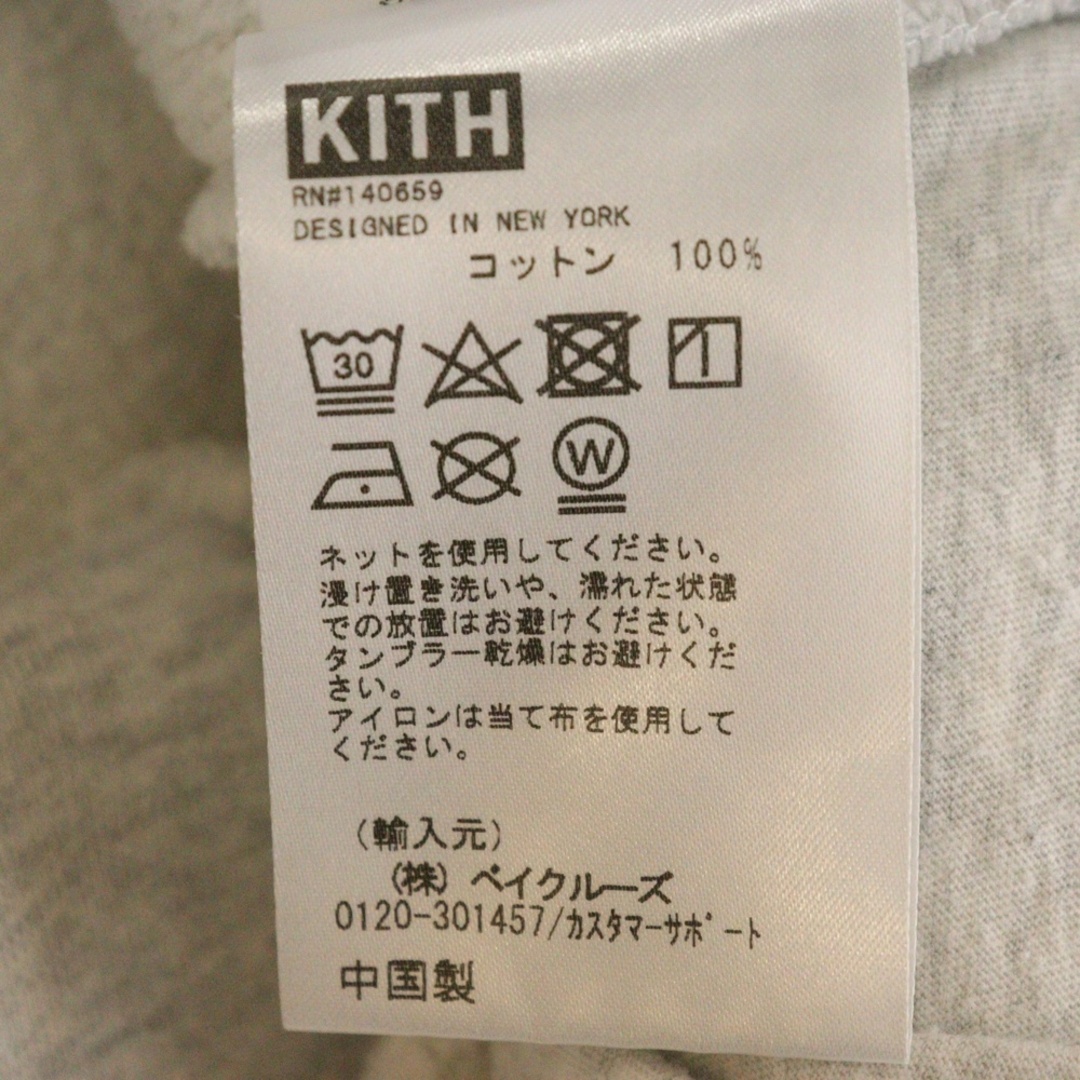 KITH
RN#140659
DESIGNED IN NEW YORK
コットン 100%
30
W
ネットを使用してください。
浸け置き洗いや、濡れた状態
での放置はお避けください。
タンブラー乾燥はお避けくだ
さい。
アイロンは当て布を使用して
ください。
(輸入元)
(株)ベイクルーズ
0120-301457/カスタマーサポート
中国製